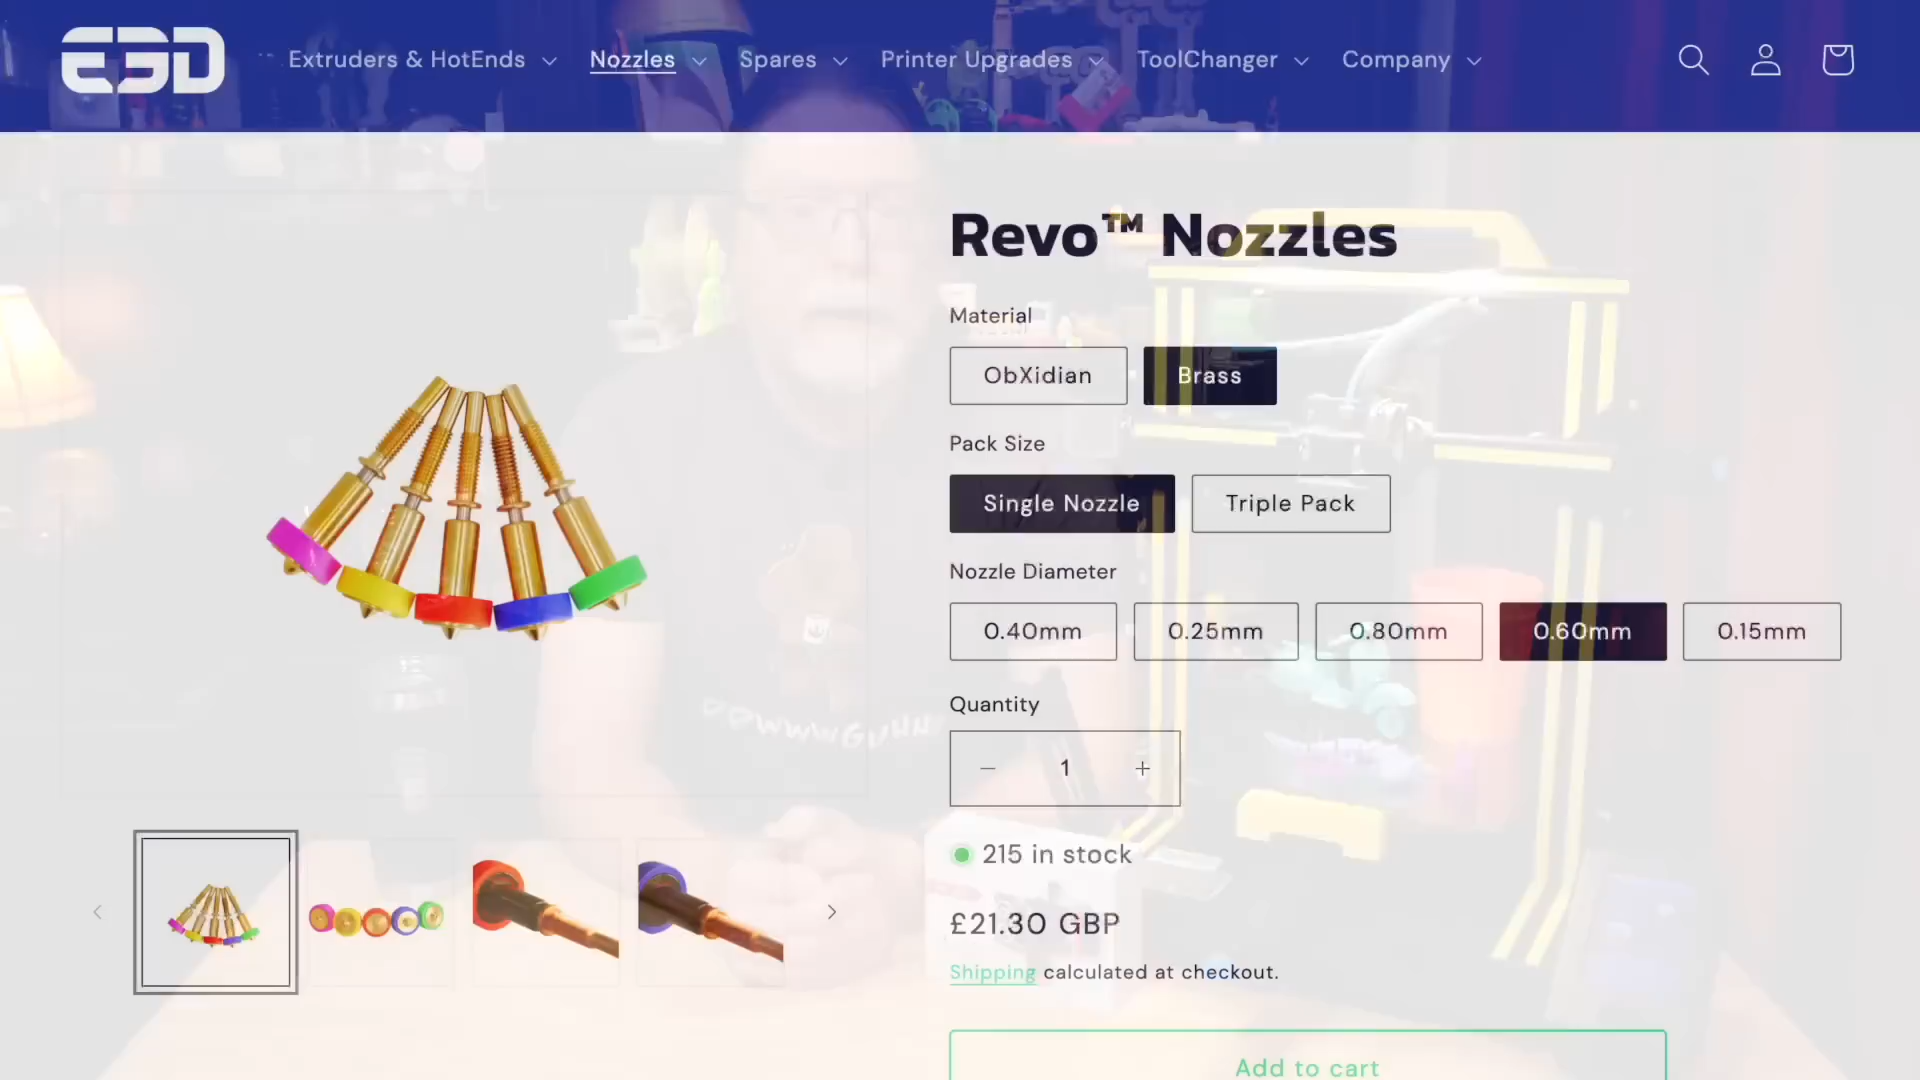 E3D
Extruders & HotEnds
Nozzles
Spares
Printer Upgrades
ToolChanger
Company
Revo™ Nozzles
Material
ObXidian
Brass
Pack Size
Single Nozzle
Triple Pack
Nozzle Diameter
0.40mm
0.25mm
0.80mm
0.60mm
0.15mm
Quantity
1
215 in stock
£21.30 GBP
Shipping calculated at checkout.
Add to cart